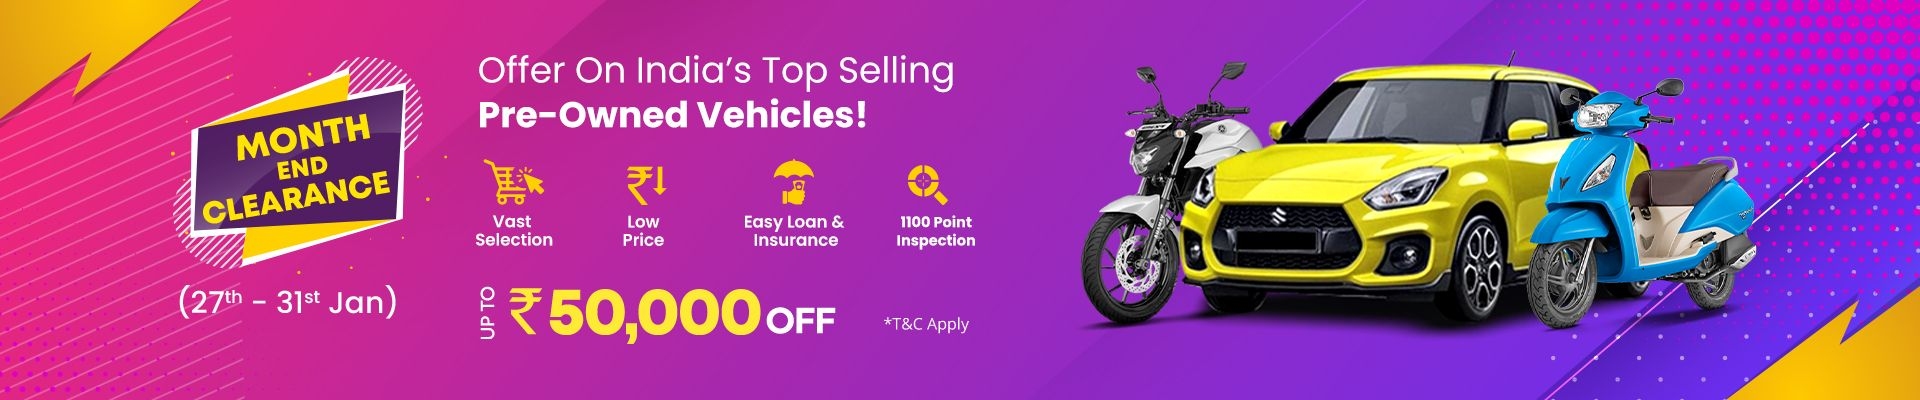 MONTH
END
CLEARANCE
(27th - 31st Jan)
Offer On India's Top Selling
Pre-Owned Vehicles!
Vast
Selection
Low
Price
Easy Loan &
Insurance
1100 Point
Inspection
UP TO ₹50,000 OFF
*T&C Apply